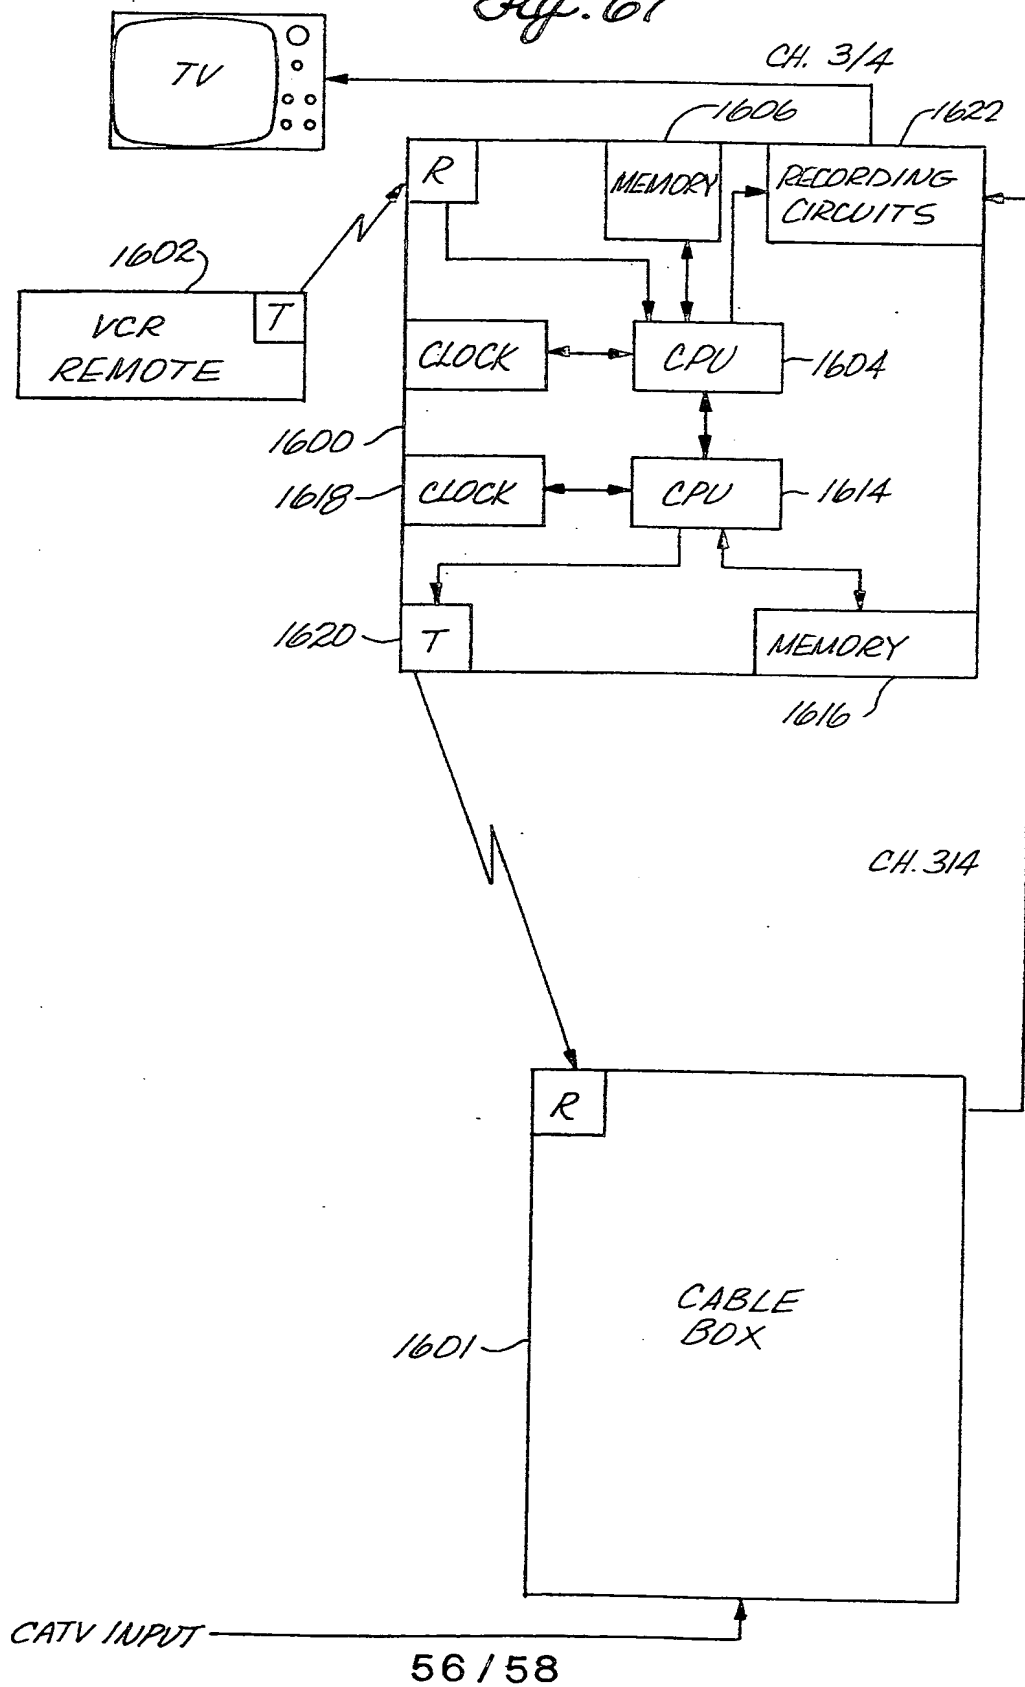 Fig. 67
TV
CH. 3/4
1606
1622
R
MEMORY
RECORDING
CIRCUITS
1602
T
VCR
REMOTE
CLOCK
CPU
1604
1600
1618
CLOCK
CPU
1614
1620
T
MEMORY
1616
CH. 314
R
CABLE
BOX
1601
CATV INPUT
56/58